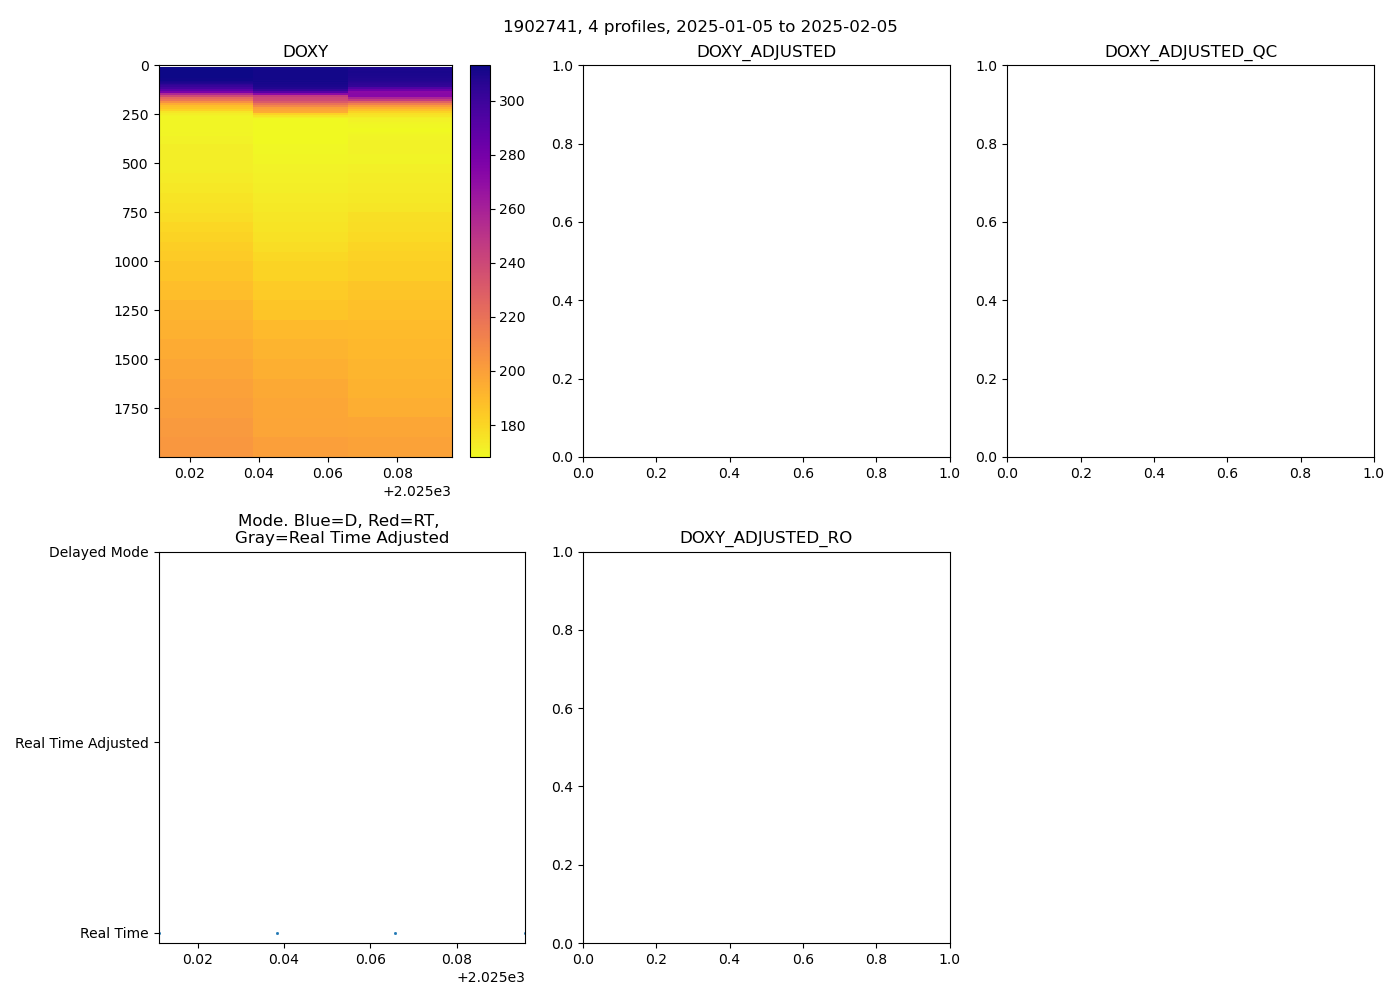 1902741, 4 profiles, 2025-01-05 to 2025-02-05
DOXY
0
250
500
750
1000
1250
1500
1750
0.02 0.04 0.06 0.08
+2.025e3
300
280
260
240
220
200
180
DOXY_ADJUSTED
1.0
0.8
0.6
0.4
0.2
0.0
0.0 0.2 0.4 0.6 0.8 1.0
DOXY_ADJUSTED_QC
1.0
0.8
0.6
0.4
0.2
0.0
0.0 0.2 0.4 0.6 0.8 1.0
Mode. Blue=D, Red=RT,
Gray=Real Time Adjusted
Delayed Mode
Real Time Adjusted
Real Time
0.02 0.04 0.06 0.08
+2.025e3
DOXY_ADJUSTED_RO
1.0
0.8
0.6
0.4
0.2
0.0
0.0 0.2 0.4 0.6 0.8 1.0